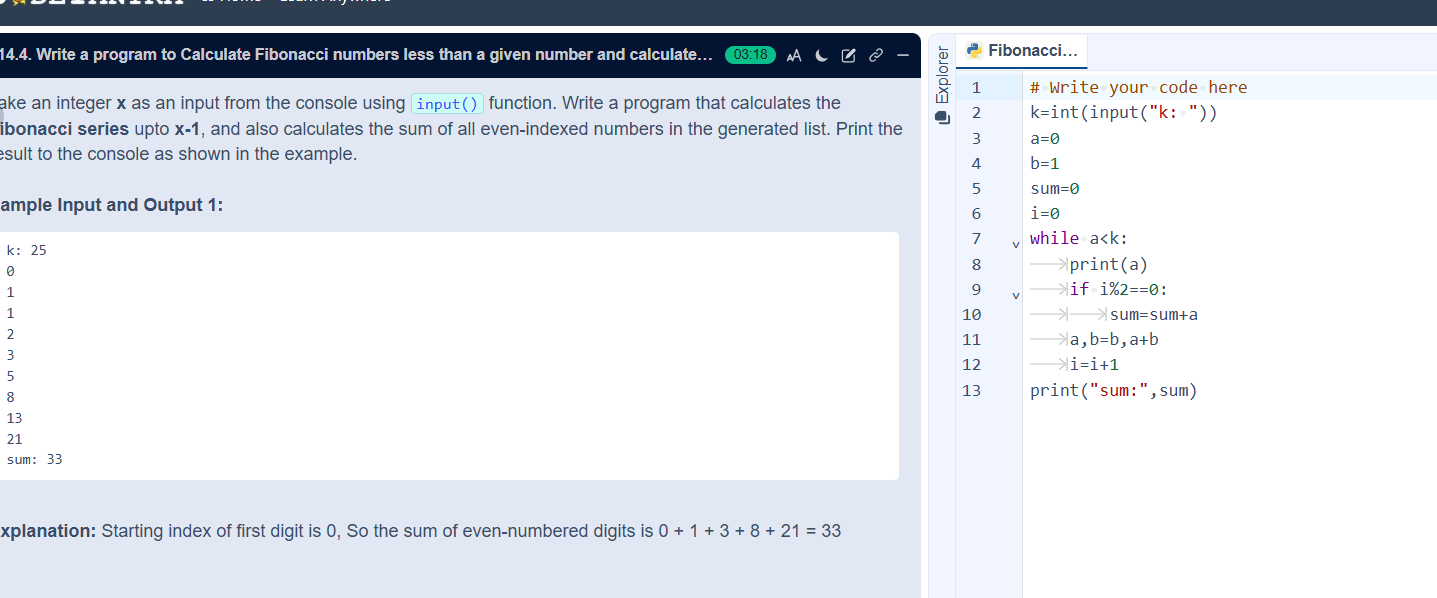 Home Learn Anywhere
14.4. Write a program to Calculate Fibonacci numbers less than a given number and calculate... 03:18
ake an integer x as an input from the console using input() function. Write a program that calculates the
ibonacci series upto x-1, and also calculates the sum of all even-indexed numbers in the generated list. Print the
esult to the console as shown in the example.
ample Input and Output 1:
k: 25
0
1
1
2
3
5
8
13
21
sum: 33
xplanation: Starting index of first digit is 0, So the sum of even-numbered digits is 0 + 1 + 3 + 8 + 21 = 33
Explorer
Fibonacci...
1 # Write your code here
2 k=int(input("k: "))
3 a=0
4 b=1
5 sum=0
6 i=0
7 while a<k:
8 print(a)
9 if i%2==0:
10 sum=sum+a
11 a,b=b,a+b
12 i=i+1
13 print("sum:",sum)